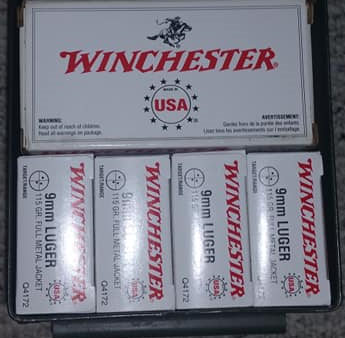 WINCHESTER
MADE IN
USA
WARNING:
Keep out of reach of children.
Read all warnings on package.
AVERTISSEMENT:
Garder hors de la portée des enfants
Lisez tous les avertissements sur l'emballage
TARGET/RANGE
9mm LUGER
115 GR. FULL METAL JACKET
WINCHESTER
USA
Q4172
TARGET/RANGE
9mm LUGER
115 GR. FULL METAL JACKET
WINCHESTER
USA
Q4172
TARGET/RANGE
9mm LUGER
115 GR. FULL METAL JACKET
WINCHESTER
USA
Q4172
TARGET/RANGE
9mm LUGER
115 GR. FULL METAL JACKET
WINCHESTER
USA
Q4172